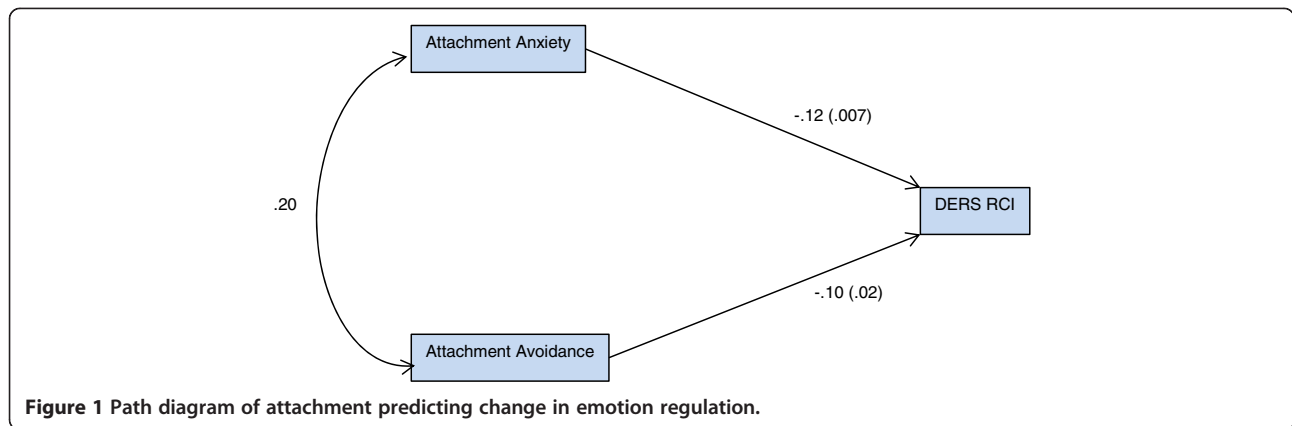 Attachment Anxiety
-.12 (.007)
.20
DERS RCI
-.10 (.02)
Attachment Avoidance
Figure 1 Path diagram of attachment predicting change in emotion regulation.